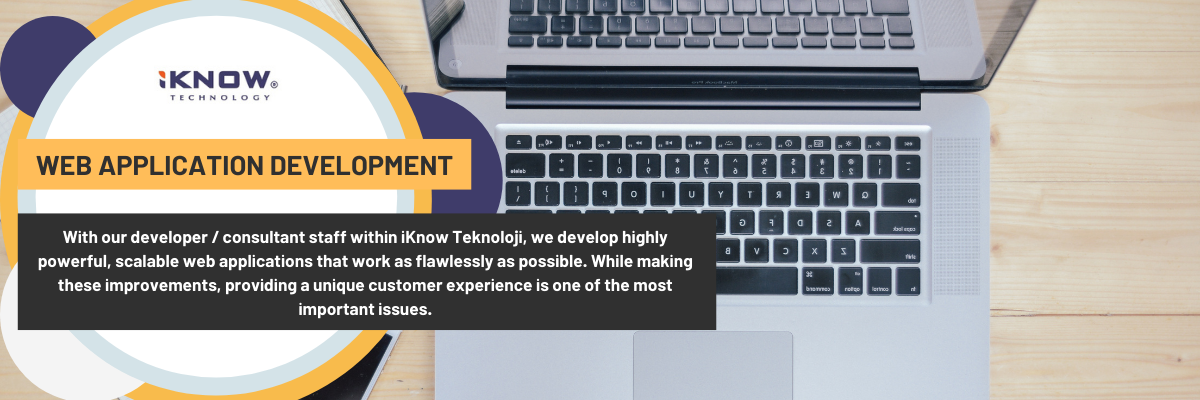 iKNOW®
TECHNOLOGY
WEB APPLICATION DEVELOPMENT
With our developer / consultant staff within iKnow Teknoloji, we develop highly
powerful, scalable web applications that work as flawlessly as possible. While making
these improvements, providing a unique customer experience is one of the most
important issues.